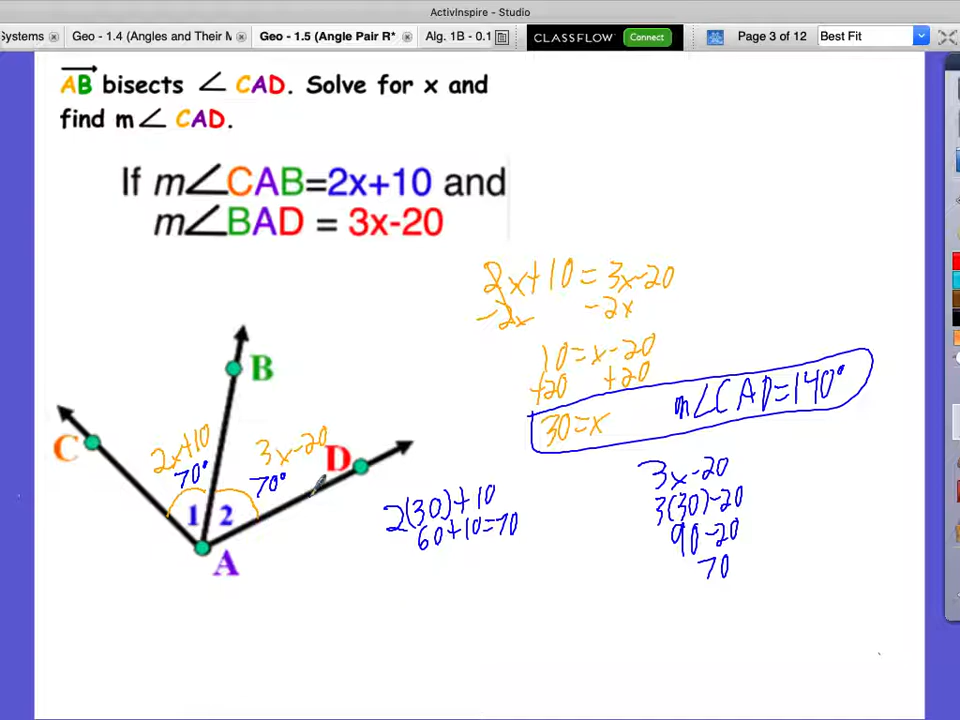 ActivInspire - Studio
Systems
Geo - 1.4 (Angles and Their M
Geo - 1.5 (Angle Pair R*
Alg. 1B - 0.1
CLASSFLOW
Connect
Page 3 of 12
Best Fit
AB bisects ∠ CAD. Solve for x and
find m∠ CAD.
If m∠CAB=2x+10 and
m∠BAD = 3x-20
2x+10=3x-20
-2x -2x
10=x-20
+20 +20
30=x
m∠CAD=140°
B
C
2x+10
70°
3x-20
70°
D
1
2
A
2(30)+10
60+10=70
3x-20
3(30)-20
90-20
70